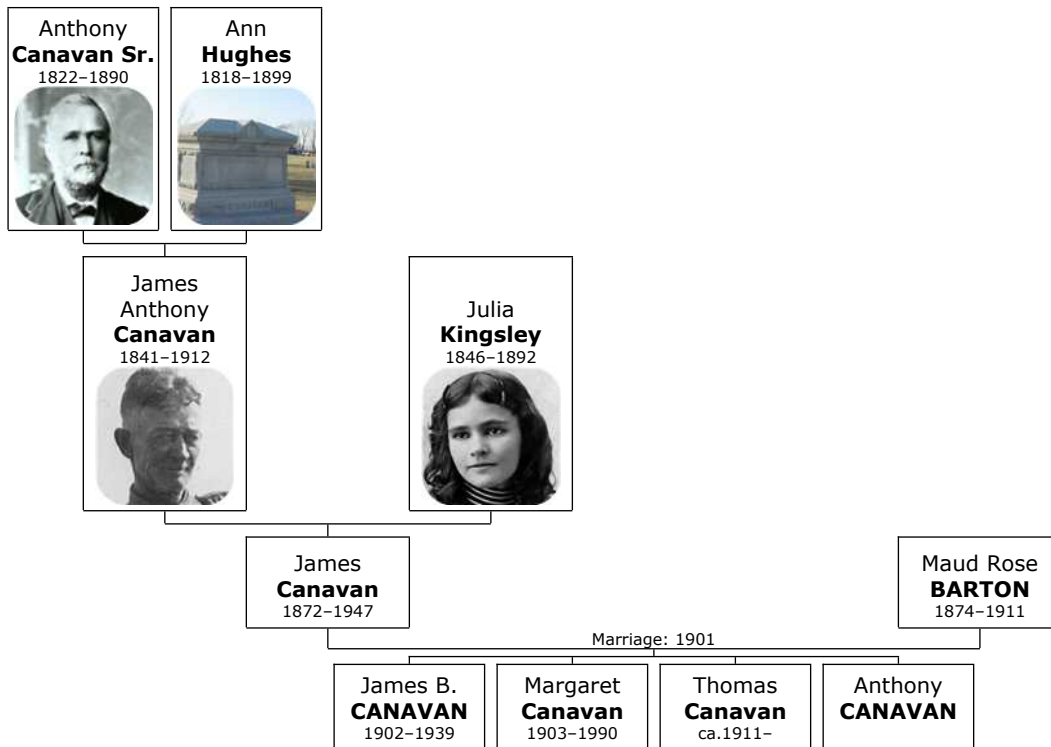 Anthony
Canavan Sr.
1822–1890
Ann
Hughes
1818–1899
James
Anthony
Canavan
1841–1912
Julia
Kingsley
1846–1892
James
Canavan
1872–1947
Maud Rose
BARTON
1874–1911
Marriage: 1901
James B.
CANAVAN
1902–1939
Margaret
Canavan
1903–1990
Thomas
Canavan
ca.1911–
Anthony
CANAVAN